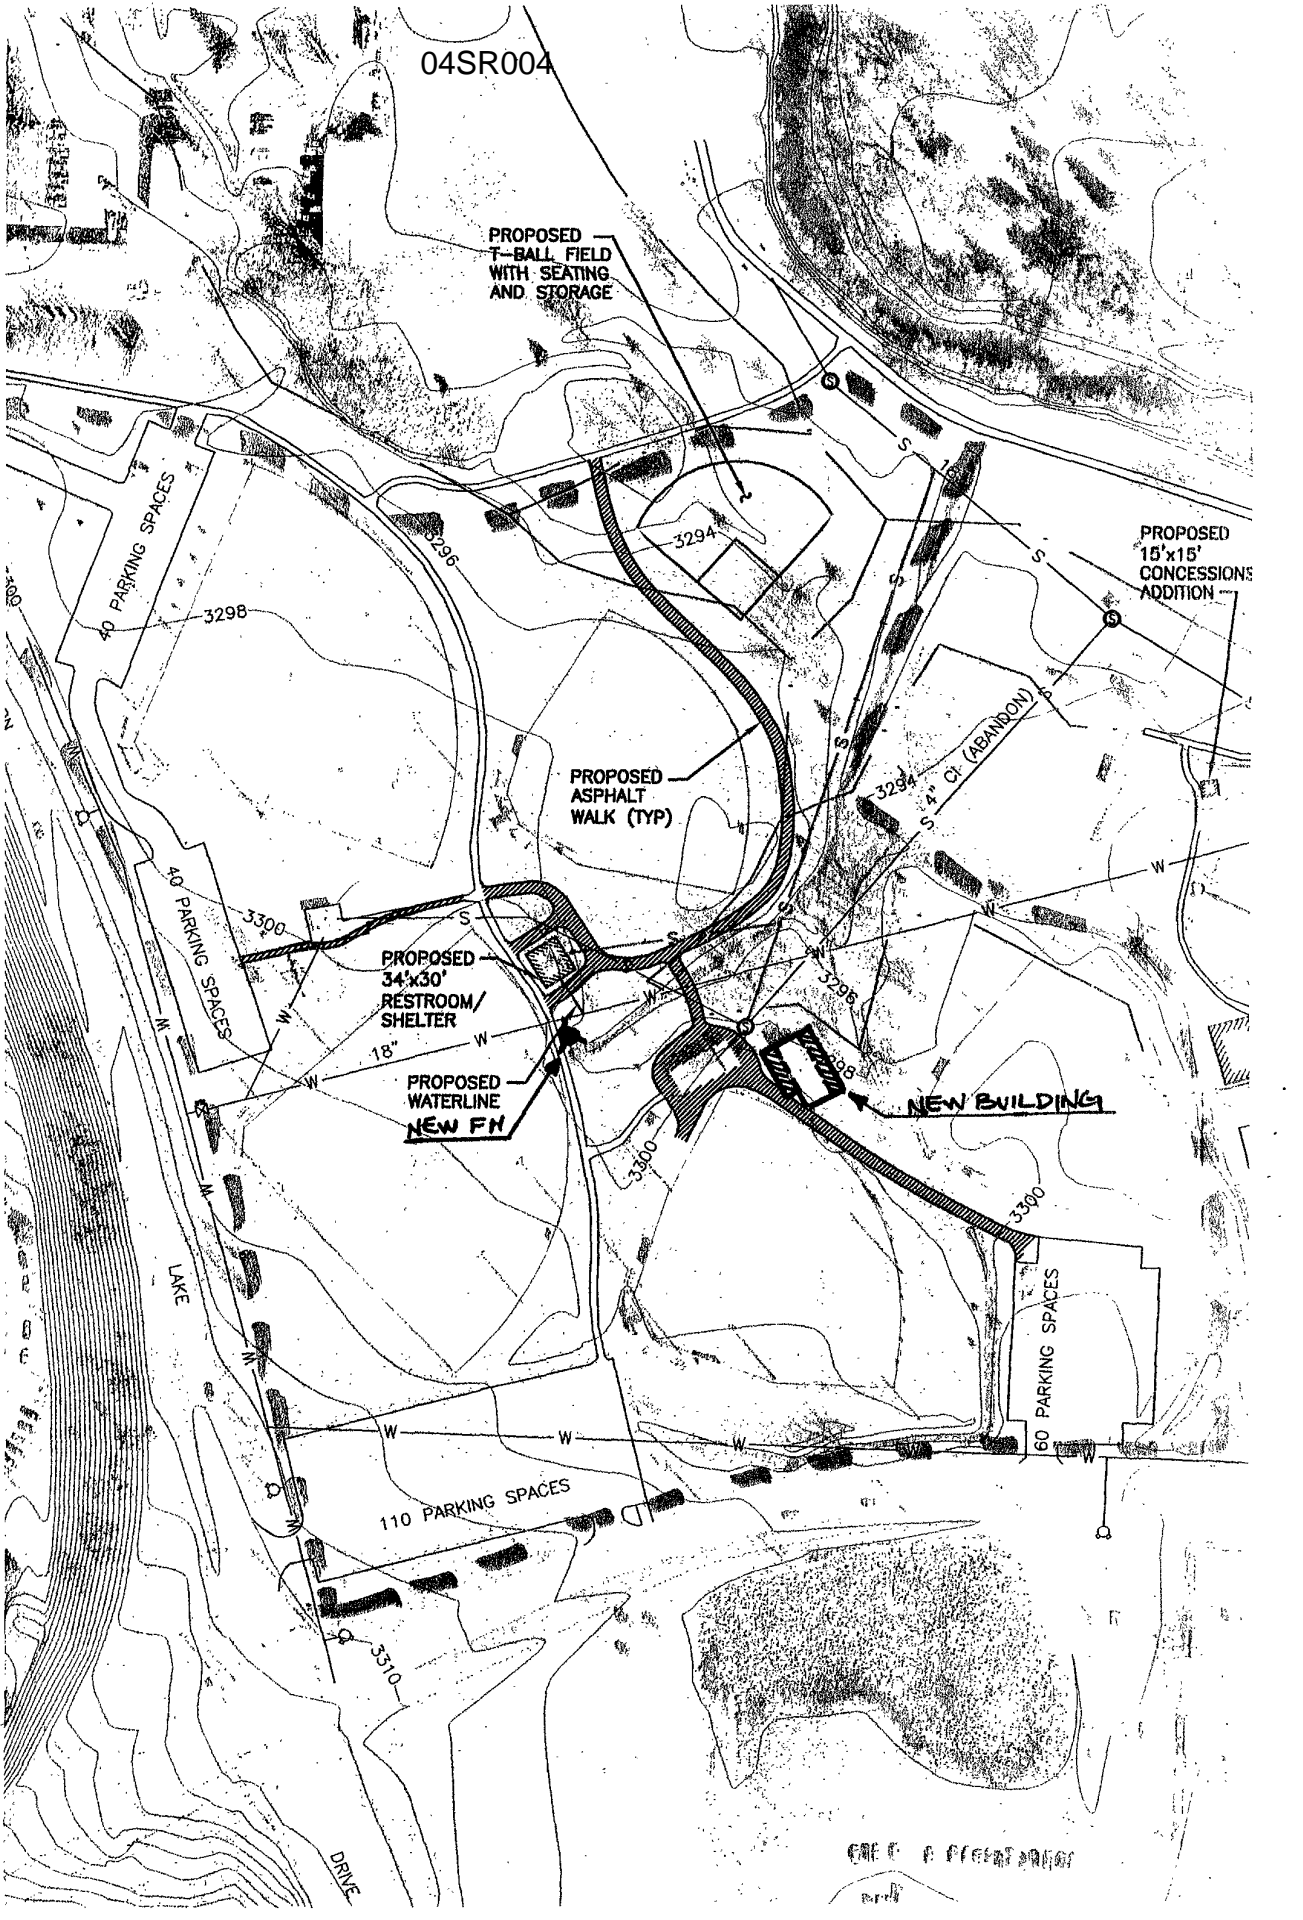 04SR004
PROPOSED
T-BALL FIELD
WITH SEATING
AND STORAGE
S
S
40 PARKING SPACES
3296
3294
S
PROPOSED
15'x15'
CONCESSIONS
ADDITION
3300
S
S
3298
S
S
4" CI (ABANDON)
S
S
PROPOSED
ASPHALT
WALK (TYP)
3294
W
40 PARKING SPACES
3300
S
S
S
W
W
PROPOSED
34'x30'
RESTROOM/
SHELTER
W
3296
W
W
S
18"
W
W
PROPOSED
WATERLINE
NEW FH
98
NEW BUILDING
3300
W
3300
LAKE
60 PARKING SPACES
W
W
W
W
W
W
110 PARKING SPACES
W
3310
DRIVE